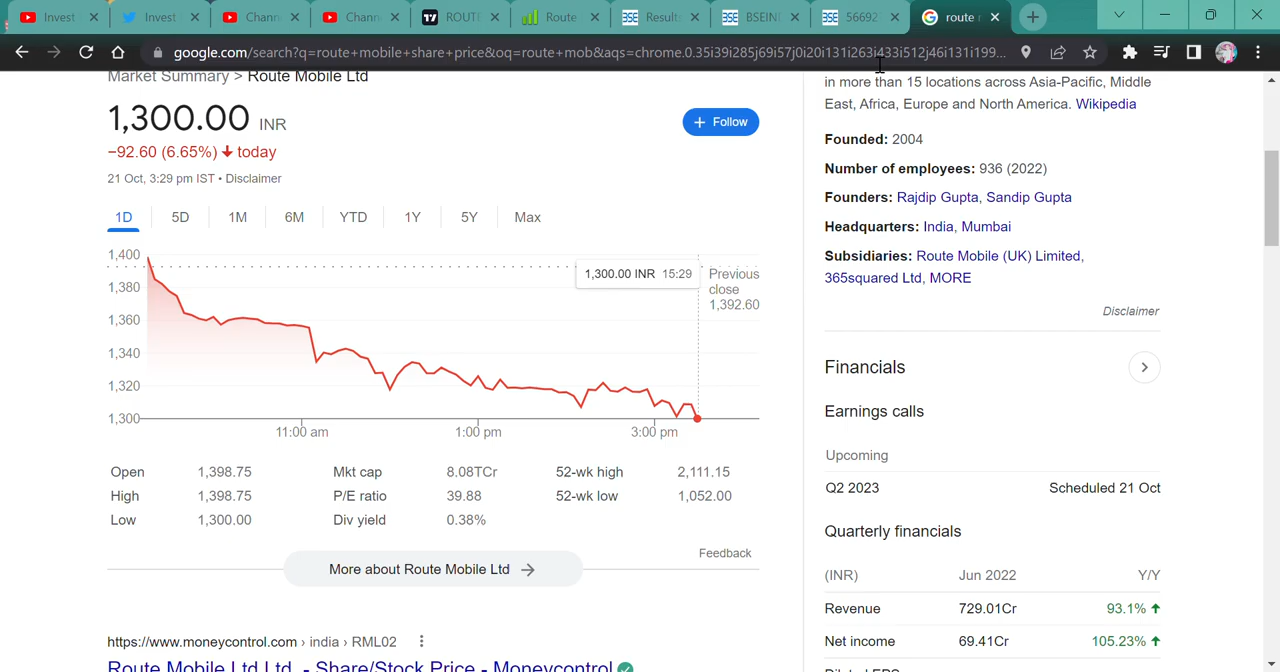 Invest
Invest
Chann
Chann
ROUTI
Route
Result
BSEIN
56692
route r
google.com/search?q=route+mobile+share+price&oq=route+mob&aqs=chrome.0.35i39i285j69i57j0i20i131i263i433i512j46i131i199...
Market Summary > Route Mobile Ltd
1,300.00 INR
+ Follow
−92.60 (6.65%) ↓ today
21 Oct, 3:29 pm IST • Disclaimer
1D 5D 1M 6M YTD 1Y 5Y Max
1,400
1,380
1,360
1,340
1,320
1,300
1,300.00 INR 15:29
Previous
close
1,392.60
11:00 am 1:00 pm 3:00 pm
Open 1,398.75 Mkt cap 8.08TCr 52-wk high 2,111.15
High 1,398.75 P/E ratio 39.88 52-wk low 1,052.00
Low 1,300.00 Div yield 0.38%
Feedback
More about Route Mobile Ltd →
https://www.moneycontrol.com › india › RML02
Route Mobile Ltd Ltd. - Share/Stock Price - Moneycontrol
in more than 15 locations across Asia-Pacific, Middle
East, Africa, Europe and North America. Wikipedia
Founded: 2004
Number of employees: 936 (2022)
Founders: Rajdip Gupta, Sandip Gupta
Headquarters: India, Mumbai
Subsidiaries: Route Mobile (UK) Limited,
365squared Ltd, MORE
Disclaimer
Financials
Earnings calls
Upcoming
Q2 2023 Scheduled 21 Oct
Quarterly financials
(INR) Jun 2022 Y/Y
Revenue 729.01Cr 93.1% ↑
Net income 69.41Cr 105.23% ↑
Diluted EPS